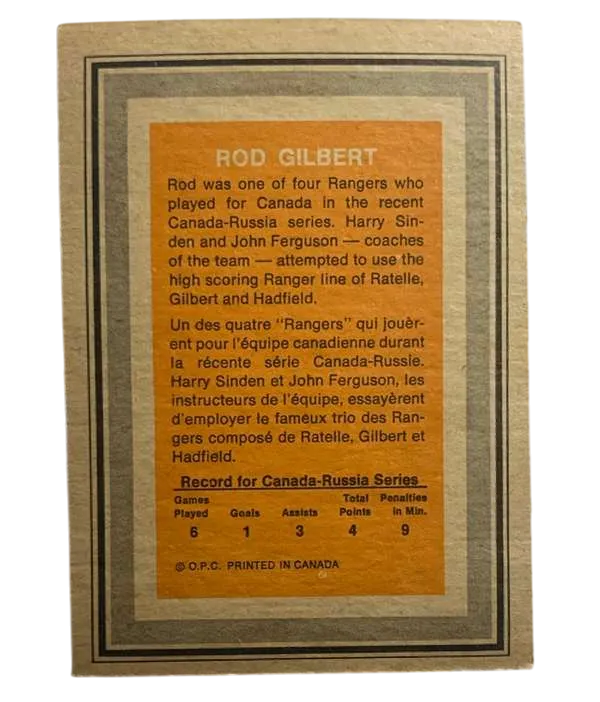 ROD GILBERT
Rod was one of four Rangers who
played for Canada in the recent
Canada-Russia series. Harry Sin-
den and John Ferguson — coaches
of the team — attempted to use the
high scoring Ranger line of Ratelle,
Gilbert and Hadfield.
Un des quatre "Rangers" qui jouèr-
ent pour l'équipe canadienne durant
la récente série Canada-Russie.
Harry Sinden et John Ferguson, les
instructeurs de l'équipe, essayèrent
d'employer le fameux trio des Ran-
gers composé de Ratelle, Gilbert et
Hadfield.
Record for Canada-Russia Series
Games Total Penalties
Played Goals Assists Points in Min.
6 1 3 4 9
© O.P.C. PRINTED IN CANADA